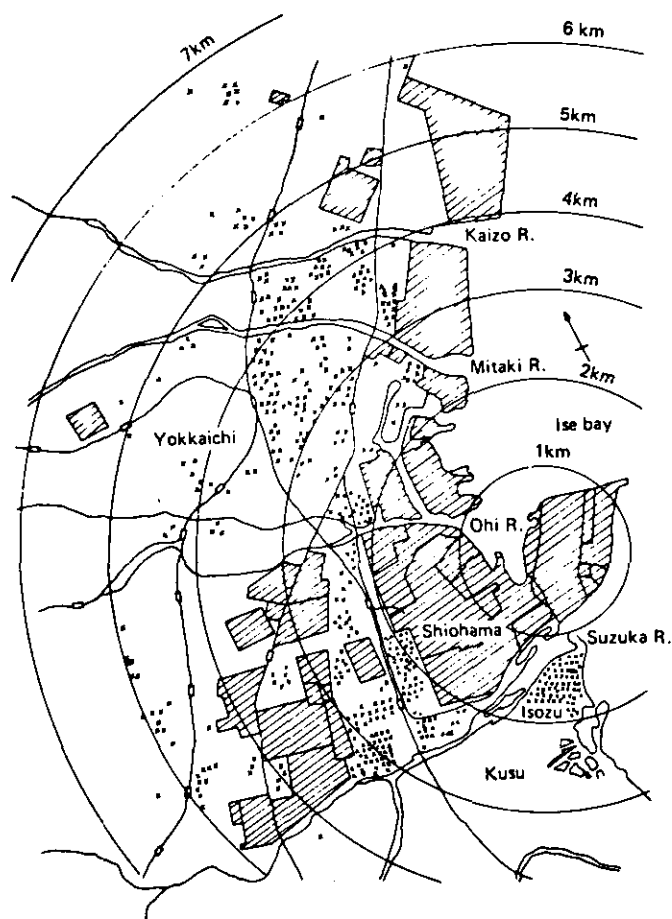 7km
6 km
5km
4km
Kaizo R.
3km
Mitaki R.
2km
Yokkaichi
Ise bay
1km
Ohi R.
Shiohama
Suzuka R.
Isozu
Kusu